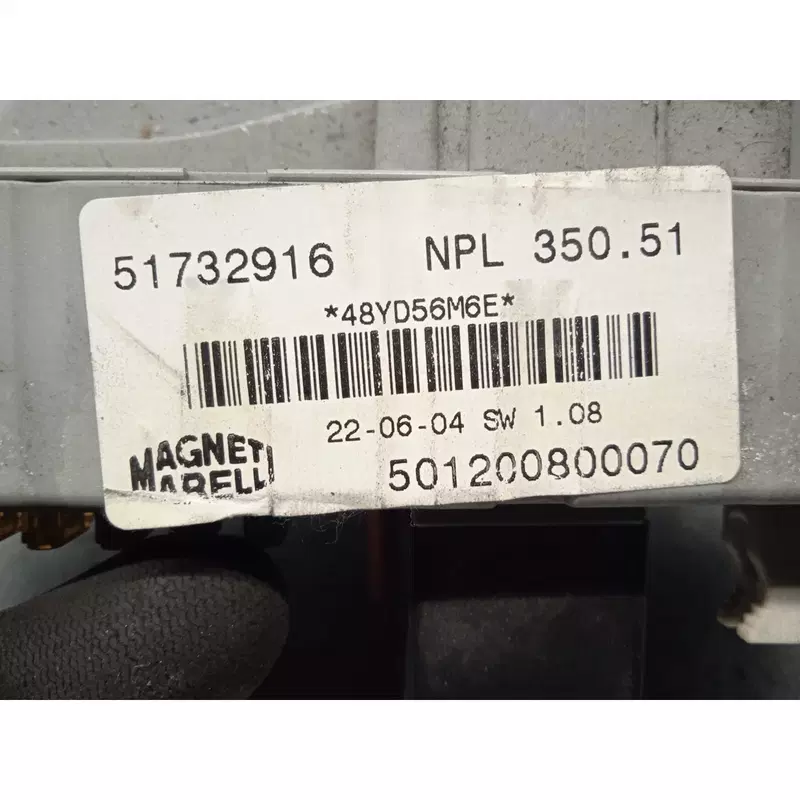 51732916 NPL 350.51
*48YD56M6E*
22-06-04 SW 1.08
MAGNETI
MARELLI
501200800070